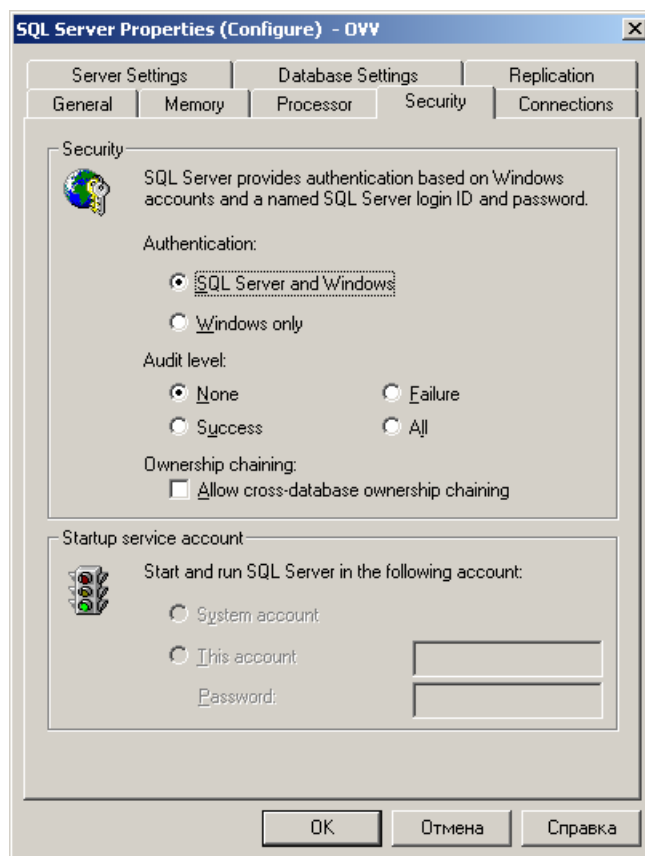 SQL Server Properties (Configure) - OVV
Server Settings
Database Settings
Replication
General
Memory
Processor
Security
Connections
Security
SQL Server provides authentication based on Windows
accounts and a named SQL Server login ID and password.
Authentication:
SQL Server and Windows
Windows only
Audit level:
None
Failure
Success
All
Ownership chaining:
Allow cross-database ownership chaining
Startup service account
Start and run SQL Server in the following account:
System account
This account
Password:
OK
Отмена
Справка